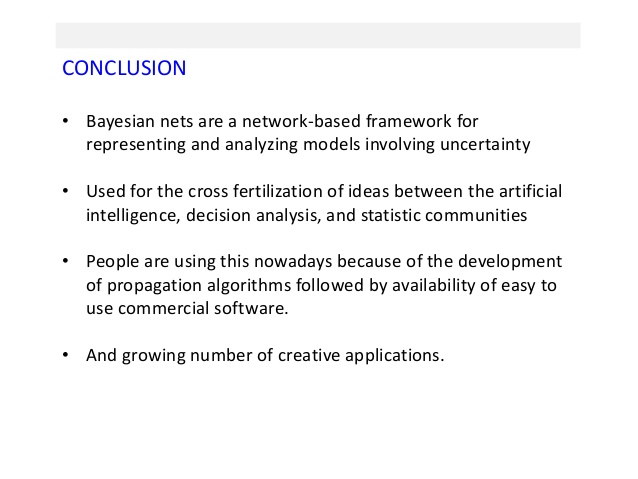 CONCLUSION
• Bayesian nets are a network-based framework for
representing and analyzing models involving uncertainty
• Used for the cross fertilization of ideas between the artificial
intelligence, decision analysis, and statistic communities
• People are using this nowadays because of the development
of propagation algorithms followed by availability of easy to
use commercial software.
• And growing number of creative applications.